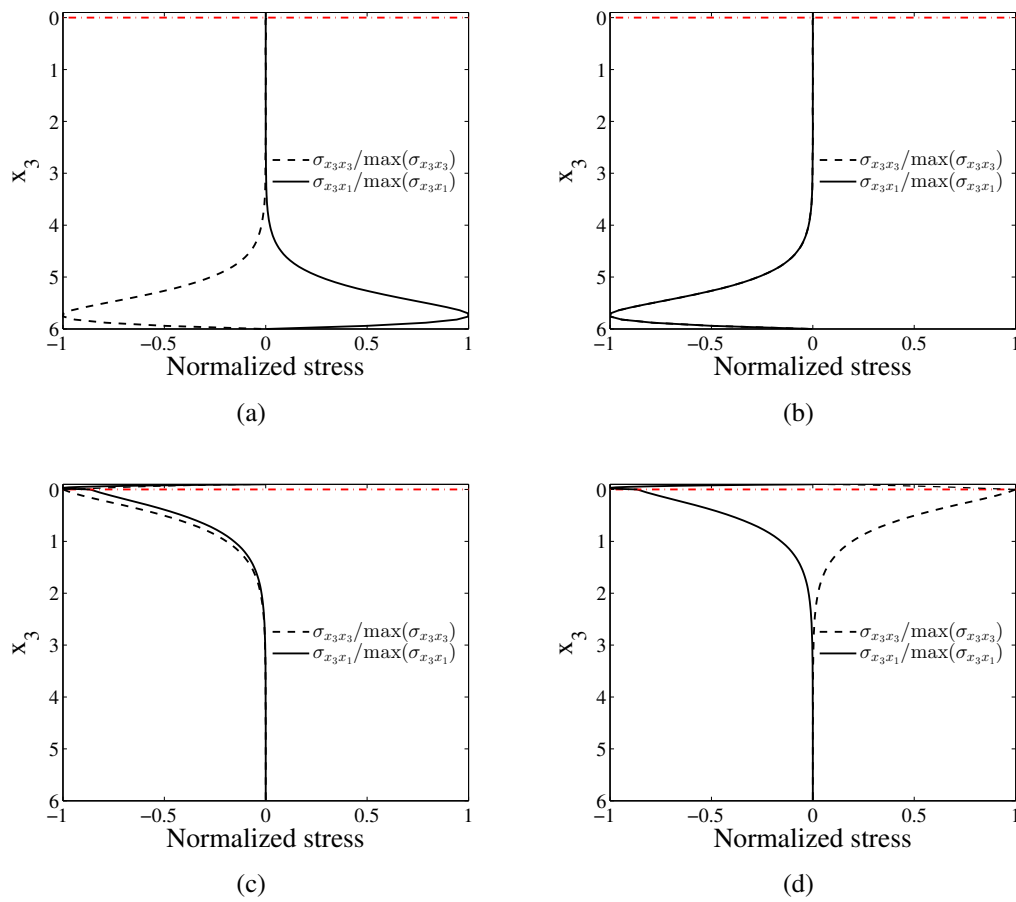 0
1
2
3
4
5
6
x₃
σₓ₃ₓ₃/max(σₓ₃ₓ₃)
σₓ₃ₓ₁/max(σₓ₃ₓ₁)
−1 −0.5 0 0.5 1
Normalized stress
(a)
0
1
2
3
4
5
6
x₃
σₓ₃ₓ₃/max(σₓ₃ₓ₃)
σₓ₃ₓ₁/max(σₓ₃ₓ₁)
−1 −0.5 0 0.5 1
Normalized stress
(b)
0
1
2
3
4
5
6
x₃
σₓ₃ₓ₃/max(σₓ₃ₓ₃)
σₓ₃ₓ₁/max(σₓ₃ₓ₁)
−1 −0.5 0 0.5 1
Normalized stress
(c)
0
1
2
3
4
5
6
x₃
σₓ₃ₓ₃/max(σₓ₃ₓ₃)
σₓ₃ₓ₁/max(σₓ₃ₓ₁)
−1 −0.5 0 0.5 1
Normalized stress
(d)